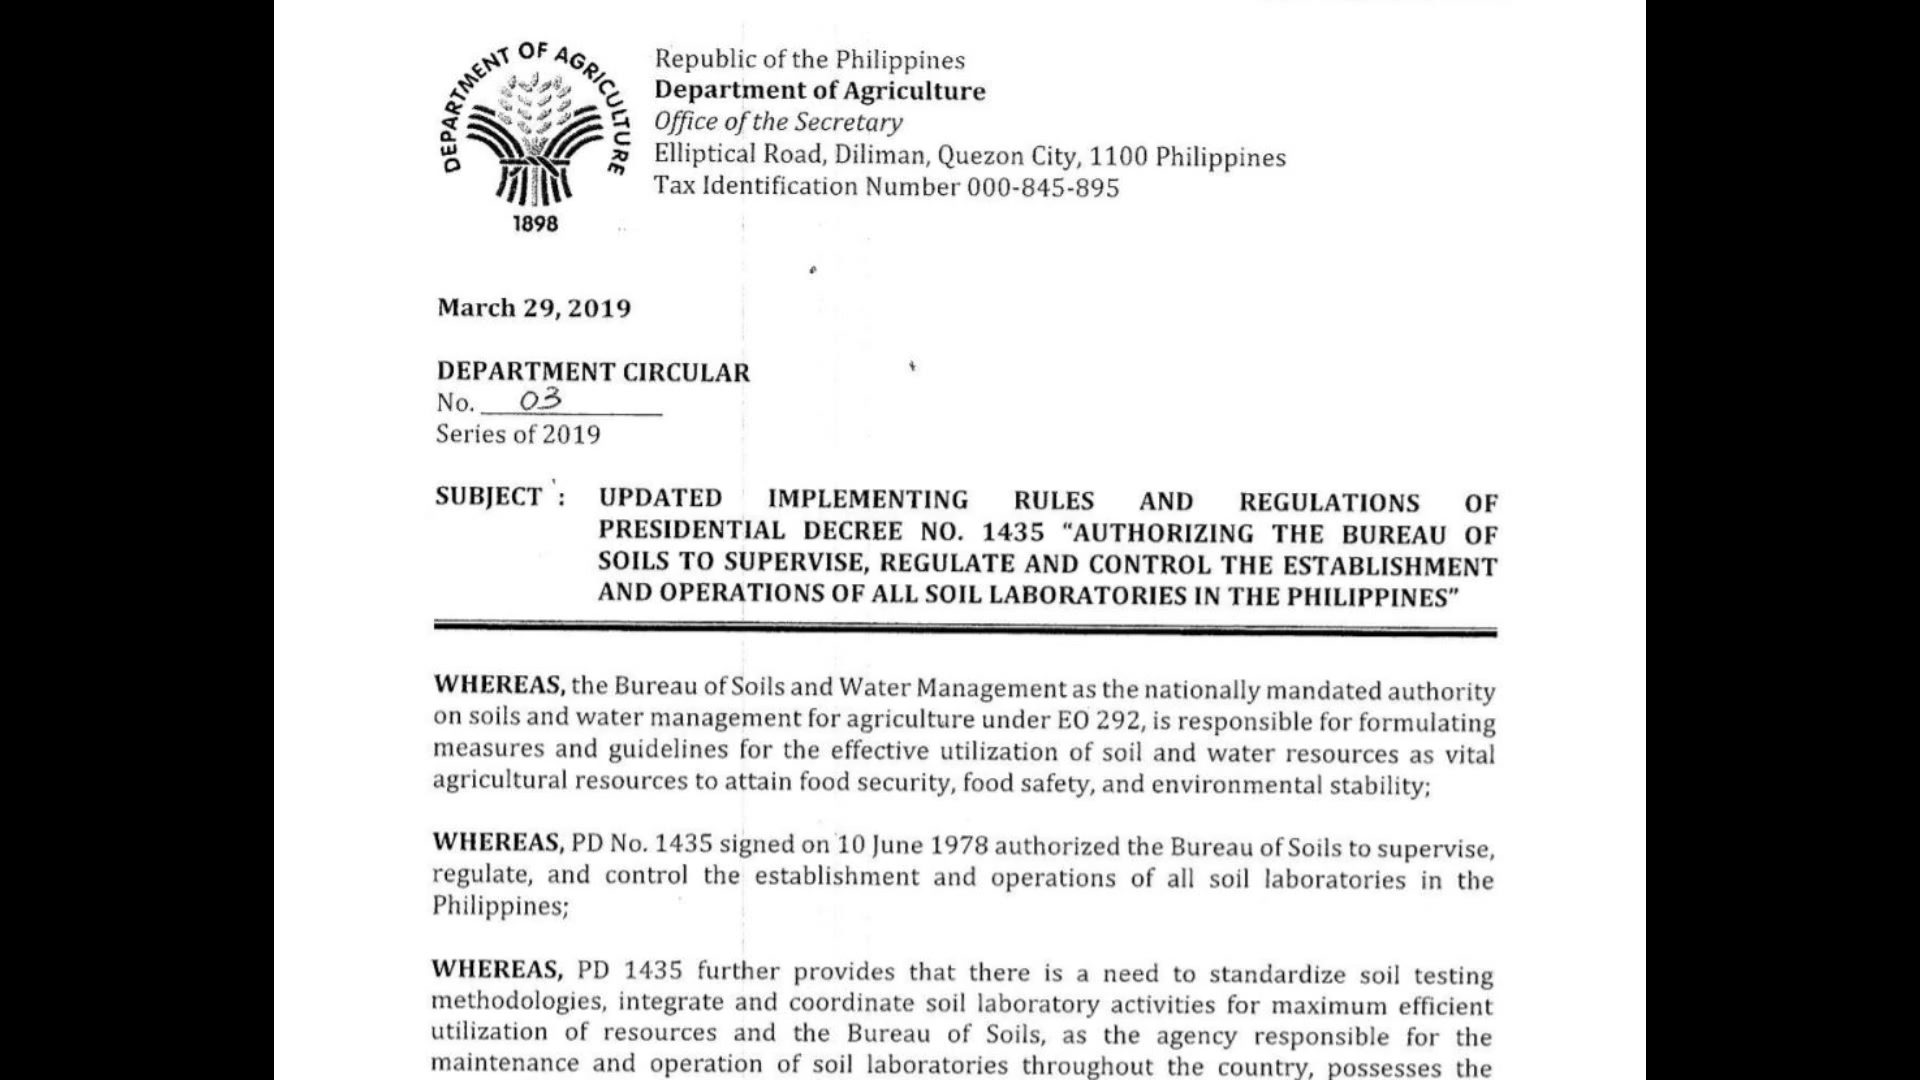 DEPARTMENT OF AGRICULTURE
1898
Republic of the Philippines
Department of Agriculture
Office of the Secretary
Elliptical Road, Diliman, Quezon City, 1100 Philippines
Tax Identification Number 000-845-895
March 29, 2019
DEPARTMENT CIRCULAR
No. 03
Series of 2019
SUBJECT : UPDATED IMPLEMENTING RULES AND REGULATIONS OF
PRESIDENTIAL DECREE NO. 1435 “AUTHORIZING THE BUREAU OF
SOILS TO SUPERVISE, REGULATE AND CONTROL THE ESTABLISHMENT
AND OPERATIONS OF ALL SOIL LABORATORIES IN THE PHILIPPINES”
WHEREAS, the Bureau of Soils and Water Management as the nationally mandated authority
on soils and water management for agriculture under EO 292, is responsible for formulating
measures and guidelines for the effective utilization of soil and water resources as vital
agricultural resources to attain food security, food safety, and environmental stability;
WHEREAS, PD No. 1435 signed on 10 June 1978 authorized the Bureau of Soils to supervise,
regulate, and control the establishment and operations of all soil laboratories in the
Philippines;
WHEREAS, PD 1435 further provides that there is a need to standardize soil testing
methodologies, integrate and coordinate soil laboratory activities for maximum efficient
utilization of resources and the Bureau of Soils, as the agency responsible for the
maintenance and operation of soil laboratories throughout the country, possesses the